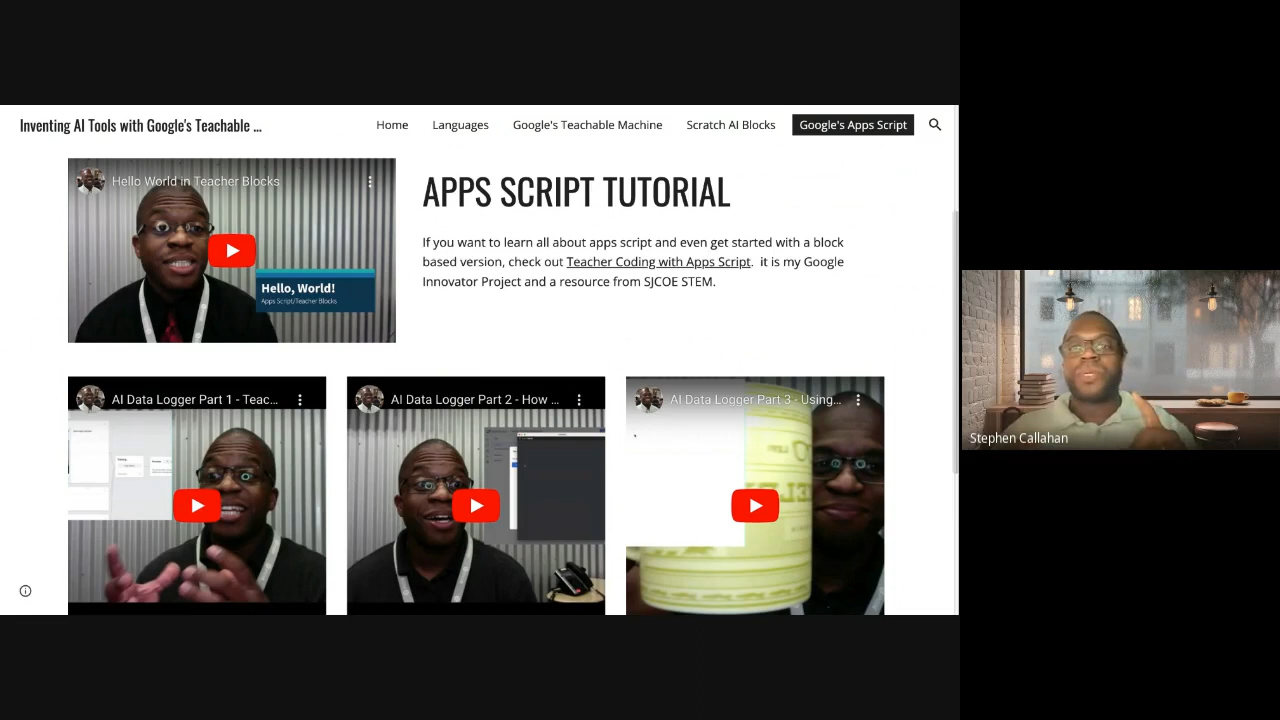 Inventing AI Tools with Google's Teachable ...
Home
Languages
Google's Teachable Machine
Scratch AI Blocks
Google's Apps Script
Hello World in Teacher Blocks
Hello, World!
Apps Script/Teacher Blocks
APPS SCRIPT TUTORIAL
If you want to learn all about apps script and even get started with a block
based version, check out Teacher Coding with Apps Script.  it is my Google
Innovator Project and a resource from SJCOE STEM.
AI Data Logger Part 1 - Teac...
AI Data Logger Part 2 - How ...
AI Data Logger Part 3 - Using...
Stephen Callahan